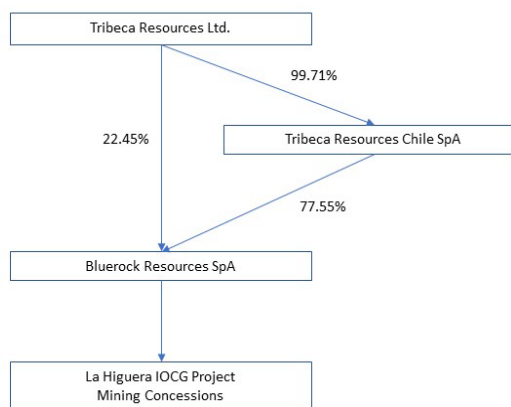 Tribeca Resources Ltd.
99.71%
22.45%
Tribeca Resources Chile SpA
77.55%
Bluerock Resources SpA
La Higuera IOCG Project
Mining Concessions